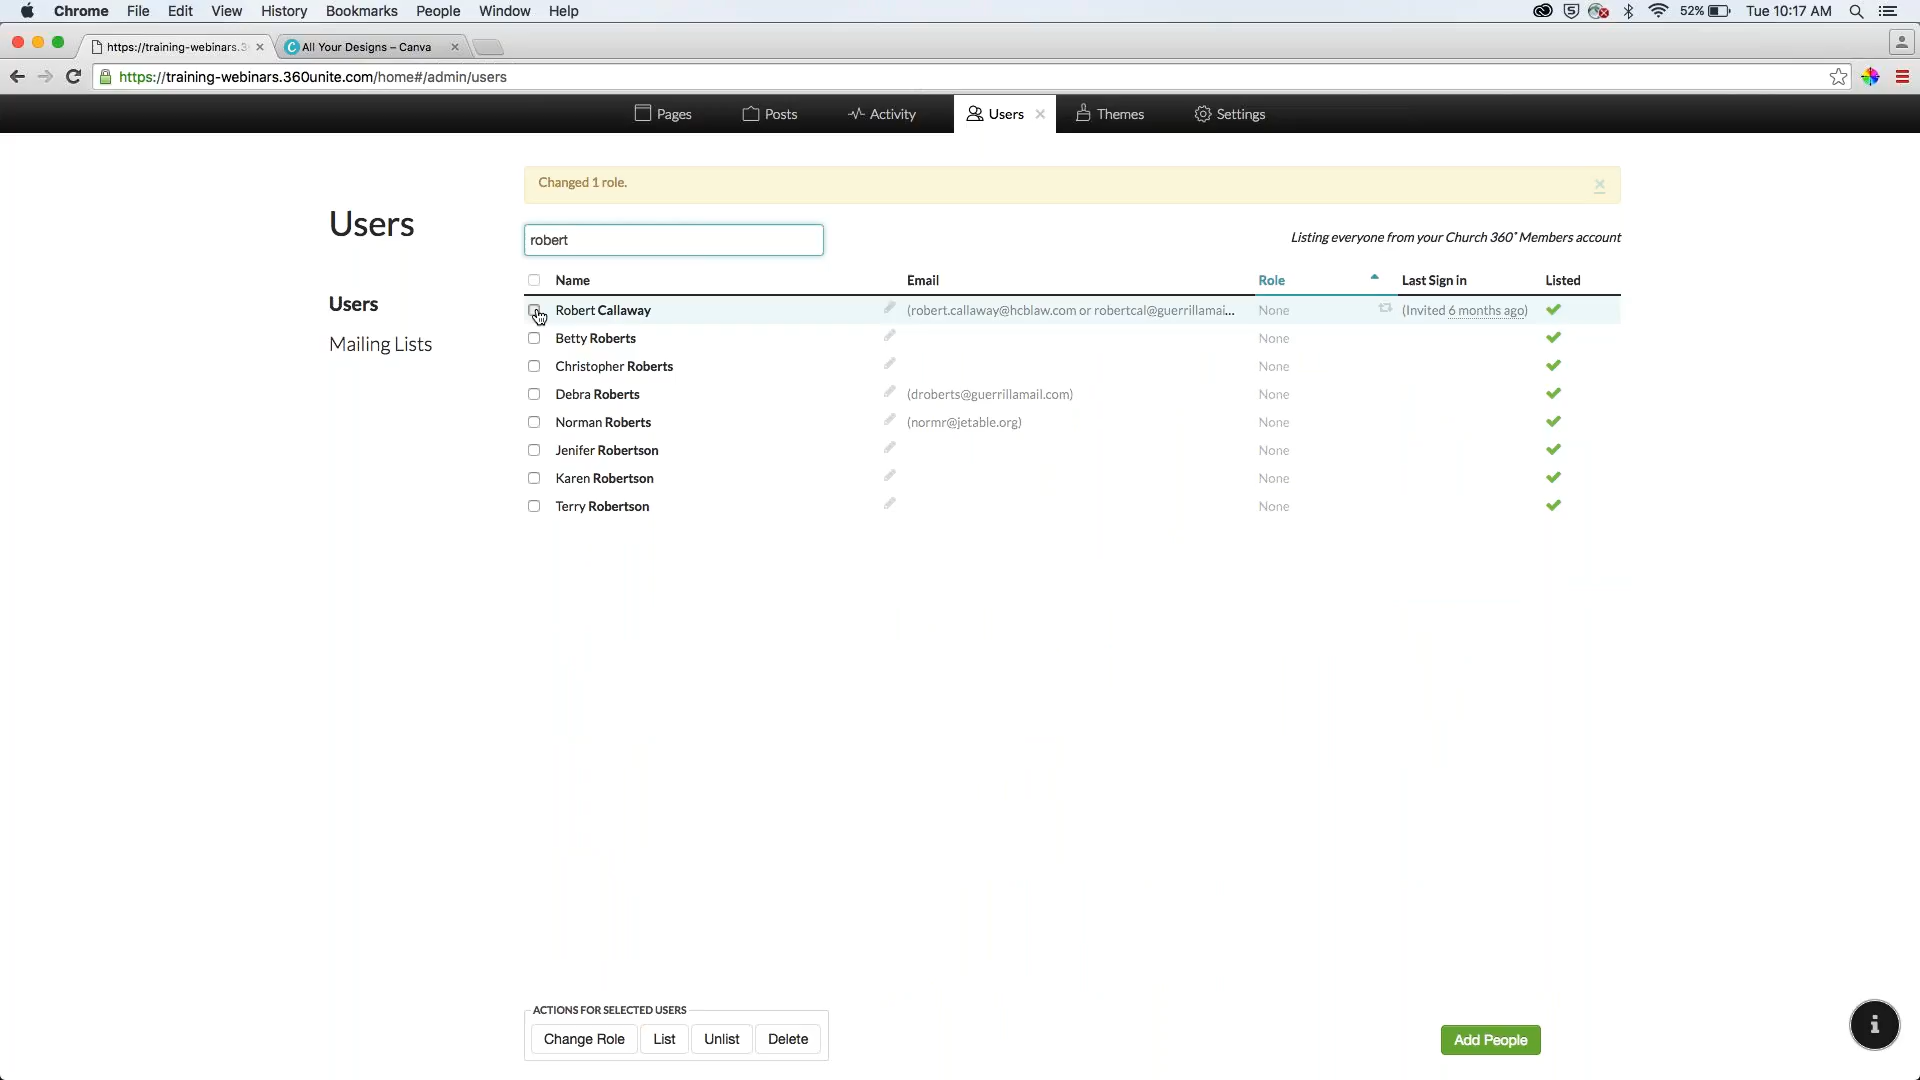 Chrome File Edit View History Bookmarks People Window Help 52% Tue 10:17 AM
https://training-webinars.3 All Your Designs – Canva
https://training-webinars.360unite.com/home#/admin/users
Pages Posts Activity Users Themes Settings
Changed 1 role.
Users
robert
Listing everyone from your Church 360° Members account
Name Email Role Last Sign in Listed
Users
Mailing Lists
Robert Callaway (robert.callaway@hcblaw.com or robertcal@guerrillamai... None (Invited 6 months ago)
Betty Roberts None
Christopher Roberts None
Debra Roberts (droberts@guerrillamail.com) None
Norman Roberts (normr@jetable.org) None
Jenifer Robertson None
Karen Robertson None
Terry Robertson None
ACTIONS FOR SELECTED USERS
Change Role List Unlist Delete
Add People